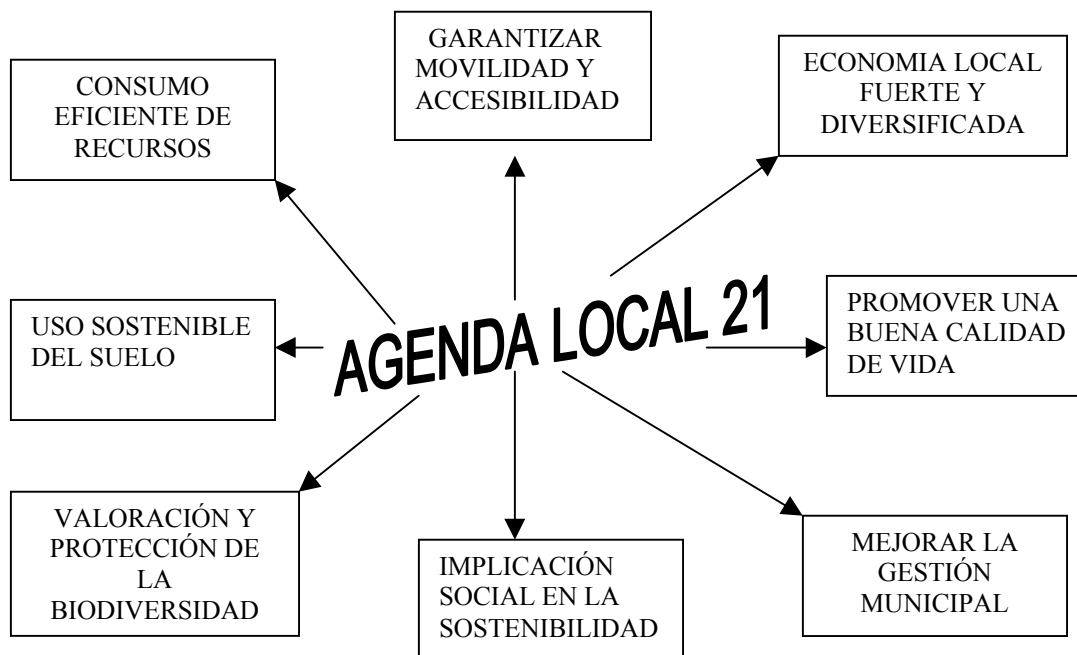 GARANTIZAR
MOVILIDAD Y
ACCESIBILIDAD
CONSUMO
EFICIENTE DE
RECURSOS
ECONOMIA LOCAL
FUERTE Y
DIVERSIFICADA
AGENDA LOCAL 21
USO SOSTENIBLE
DEL SUELO
PROMOVER UNA
BUENA CALIDAD
DE VIDA
VALORACIÓN Y
PROTECCIÓN DE
LA
BIODIVERSIDAD
IMPLICACIÓN
SOCIAL EN LA
SOSTENIBILIDAD
MEJORAR LA
GESTIÓN
MUNICIPAL